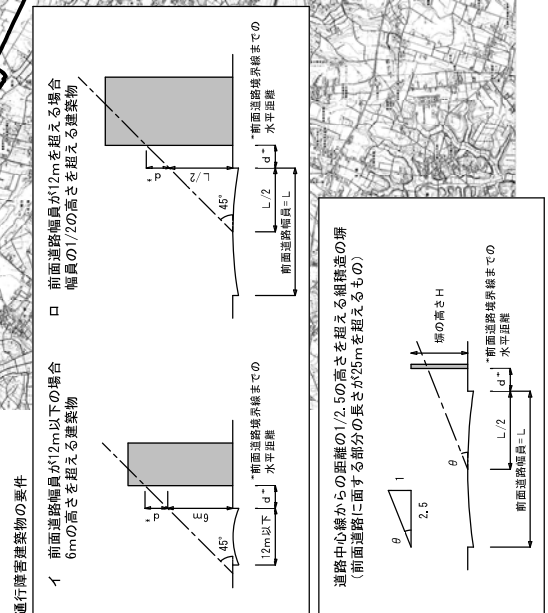 通行障害建築物の要件
イ 前面道路幅員が12m以下の場合
6mの高さを超える建築物
45°
6m
d*
12m以下
d*
*前面道路境界線までの
水平距離
ロ 前面道路幅員が12mを超える場合
幅員の1/2の高さを超える建築物
45°
L/2
d*
L/2
d*
前面道路幅員=L
*前面道路境界線までの
水平距離
道路中心線からの距離の1/2.5の高さを超える組積造の塀
(前面道路に面する部分の長さが25mを超えるもの)
θ
1
2.5
θ
塀の高さH
L/2
d*
前面道路幅員=L
*前面道路境界線までの
水平距離